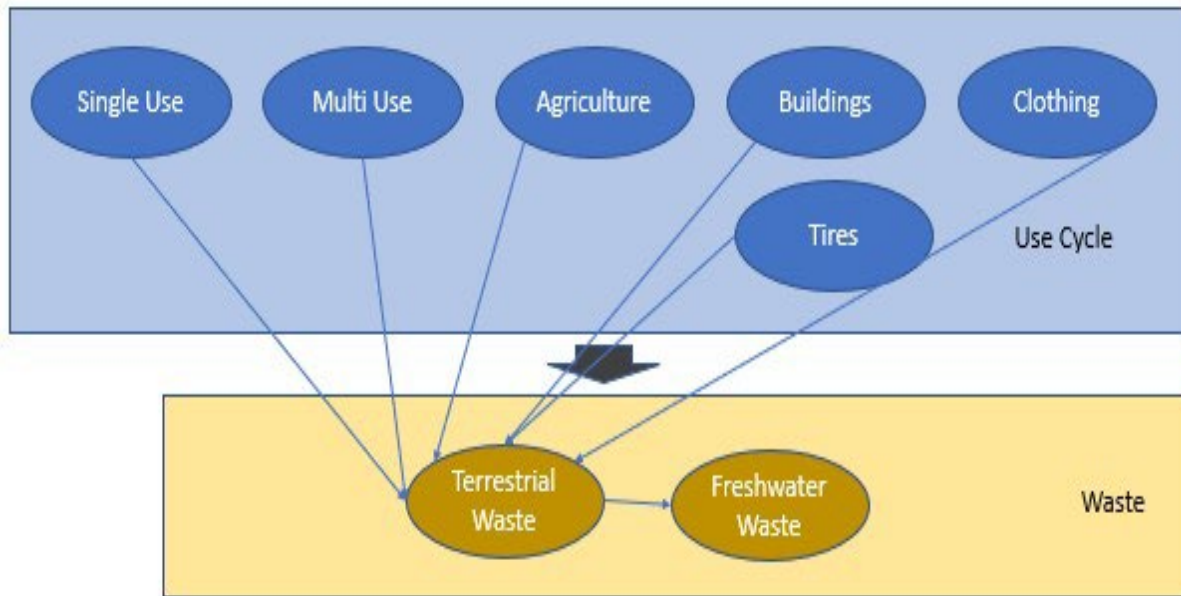 Single Use
Multi Use
Agriculture
Buildings
Clothing
Tires
Use Cycle
Terrestrial
Waste
Freshwater
Waste
Waste